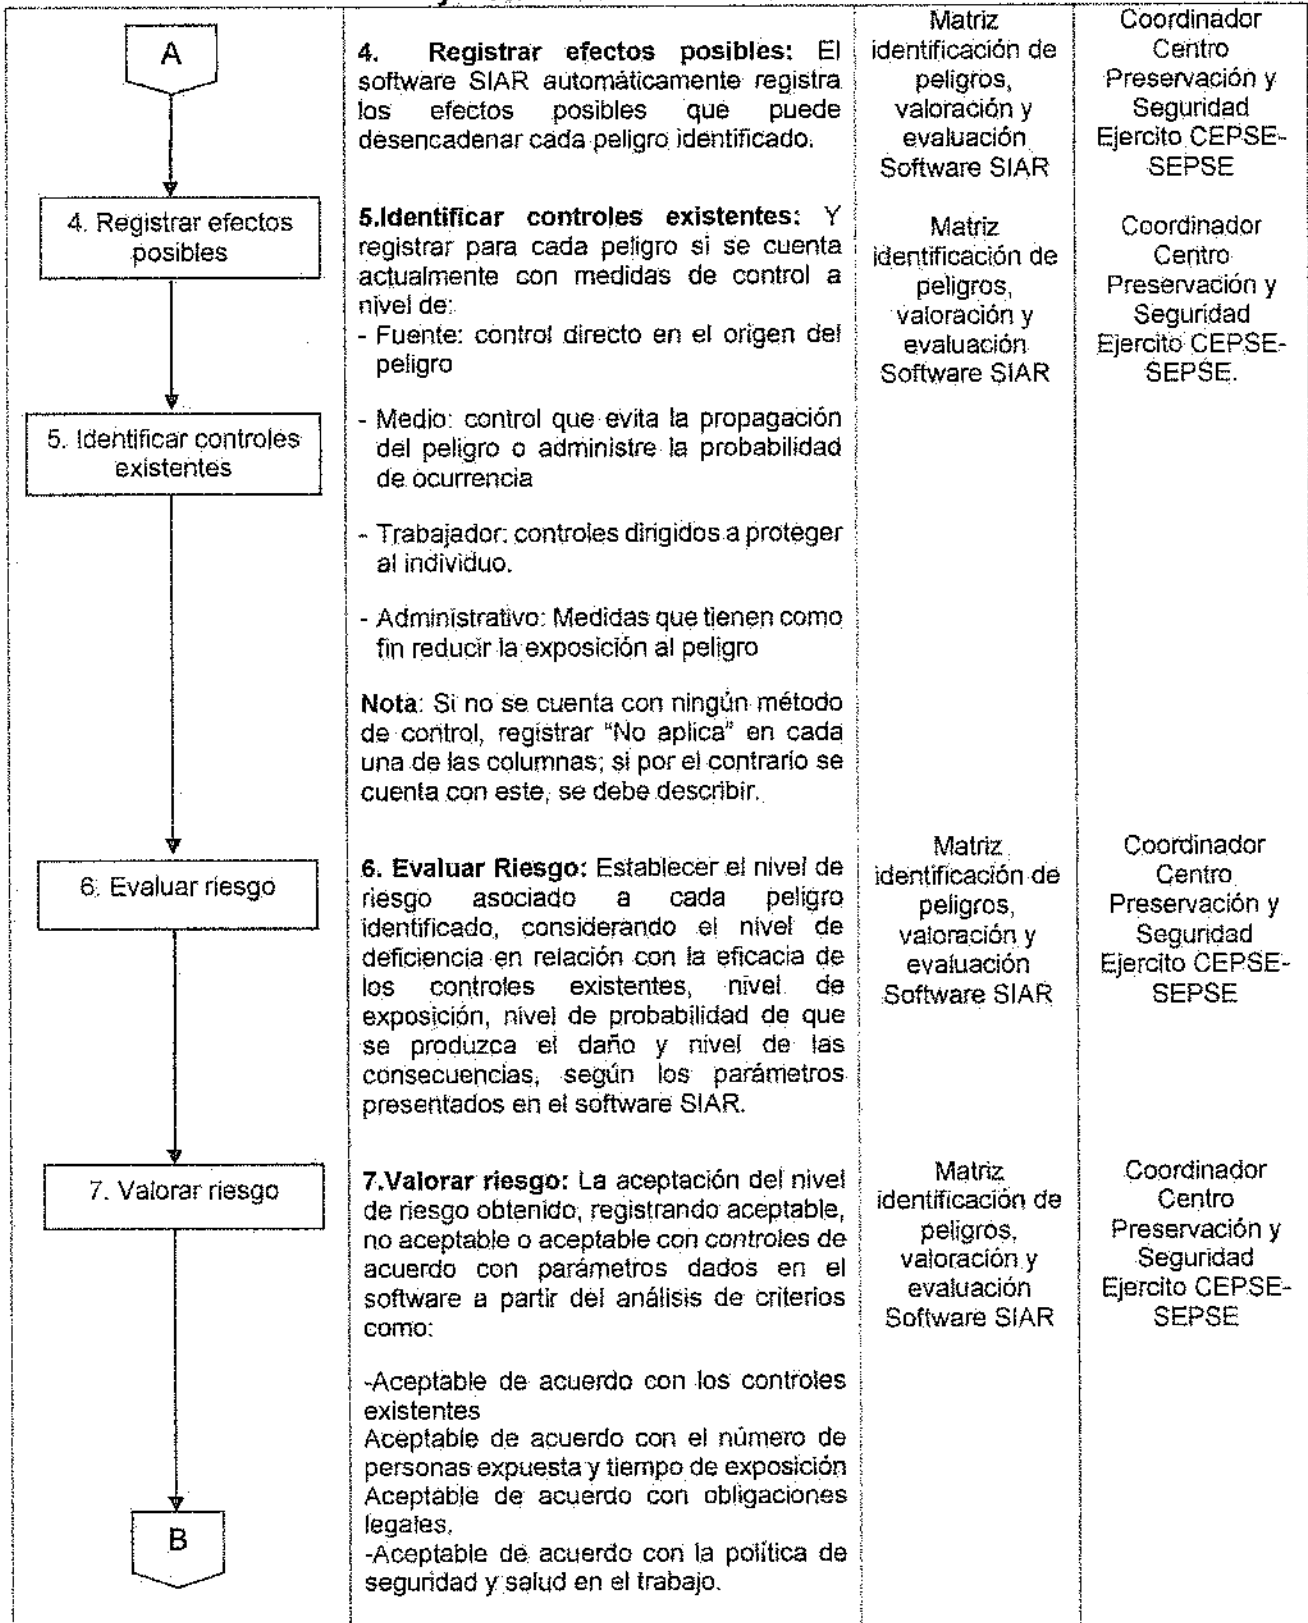 A
4. Registrar efectos
posibles
5. Identificar controles
existentes
6. Evaluar riesgo
7. Valorar riesgo
B
4. Registrar efectos posibles: El
software SIAR automáticamente registra
los efectos posibles que puede
desencadenar cada peligro identificado.
5.Identificar controles existentes: Y
registrar para cada peligro si se cuenta
actualmente con medidas de control a
nivel de:
- Fuente: control directo en el origen del
peligro
- Medio: control que evita la propagación
del peligro o administre la probabilidad
de ocurrencia
- Trabajador: controles dirigidos a proteger
al individuo.
- Administrativo: Medidas que tienen como
fin reducir la exposición al peligro
Nota: Si no se cuenta con ningún método
de control, registrar “No aplica” en cada
una de las columnas; si por el contrario se
cuenta con este, se debe describir.
6. Evaluar Riesgo: Establecer el nivel de
riesgo asociado a cada peligro
identificado, considerando el nivel de
deficiencia en relación con la eficacia de
los controles existentes, nivel de
exposición, nivel de probabilidad de que
se produzca el daño y nivel de las
consecuencias, según los parámetros
presentados en el software SIAR.
7.Valorar riesgo: La aceptación del nivel
de riesgo obtenido, registrando aceptable,
no aceptable o aceptable con controles de
acuerdo con parámetros dados en el
software a partir del análisis de criterios
como:
-Aceptable de acuerdo con los controles
existentes
Aceptable de acuerdo con el número de
personas expuesta y tiempo de exposición
Aceptable de acuerdo con obligaciones
legales.
-Aceptable de acuerdo con la política de
seguridad y salud en el trabajo.
Matriz
identificación de
peligros,
valoración y
evaluación
Software SIAR
Matriz
identificación de
peligros,
valoración y
evaluación
Software SIAR
Matriz
identificación de
peligros,
valoración y
evaluación
Software SIAR
Matriz
identificación de
peligros,
valoración y
evaluación
Software SIAR
Coordinador
Centro
Preservación y
Seguridad
Ejercito CEPSE-
SEPSE
Coordinador
Centro
Preservación y
Seguridad
Ejercito CEPSE-
SEPSE.
Coordinador
Centro
Preservación y
Seguridad
Ejercito CEPSE-
SEPSE
Coordinador
Centro
Preservación y
Seguridad
Ejercito CEPSE-
SEPSE